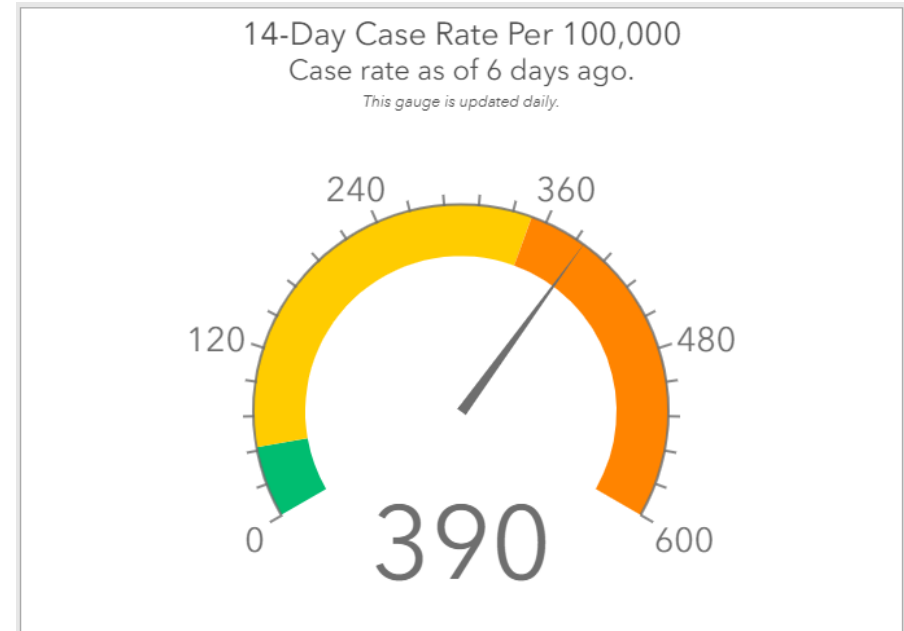 14-Day Case Rate Per 100,000
Case rate as of 6 days ago.
This gauge is updated daily.
240
360
120
480
0
390
600